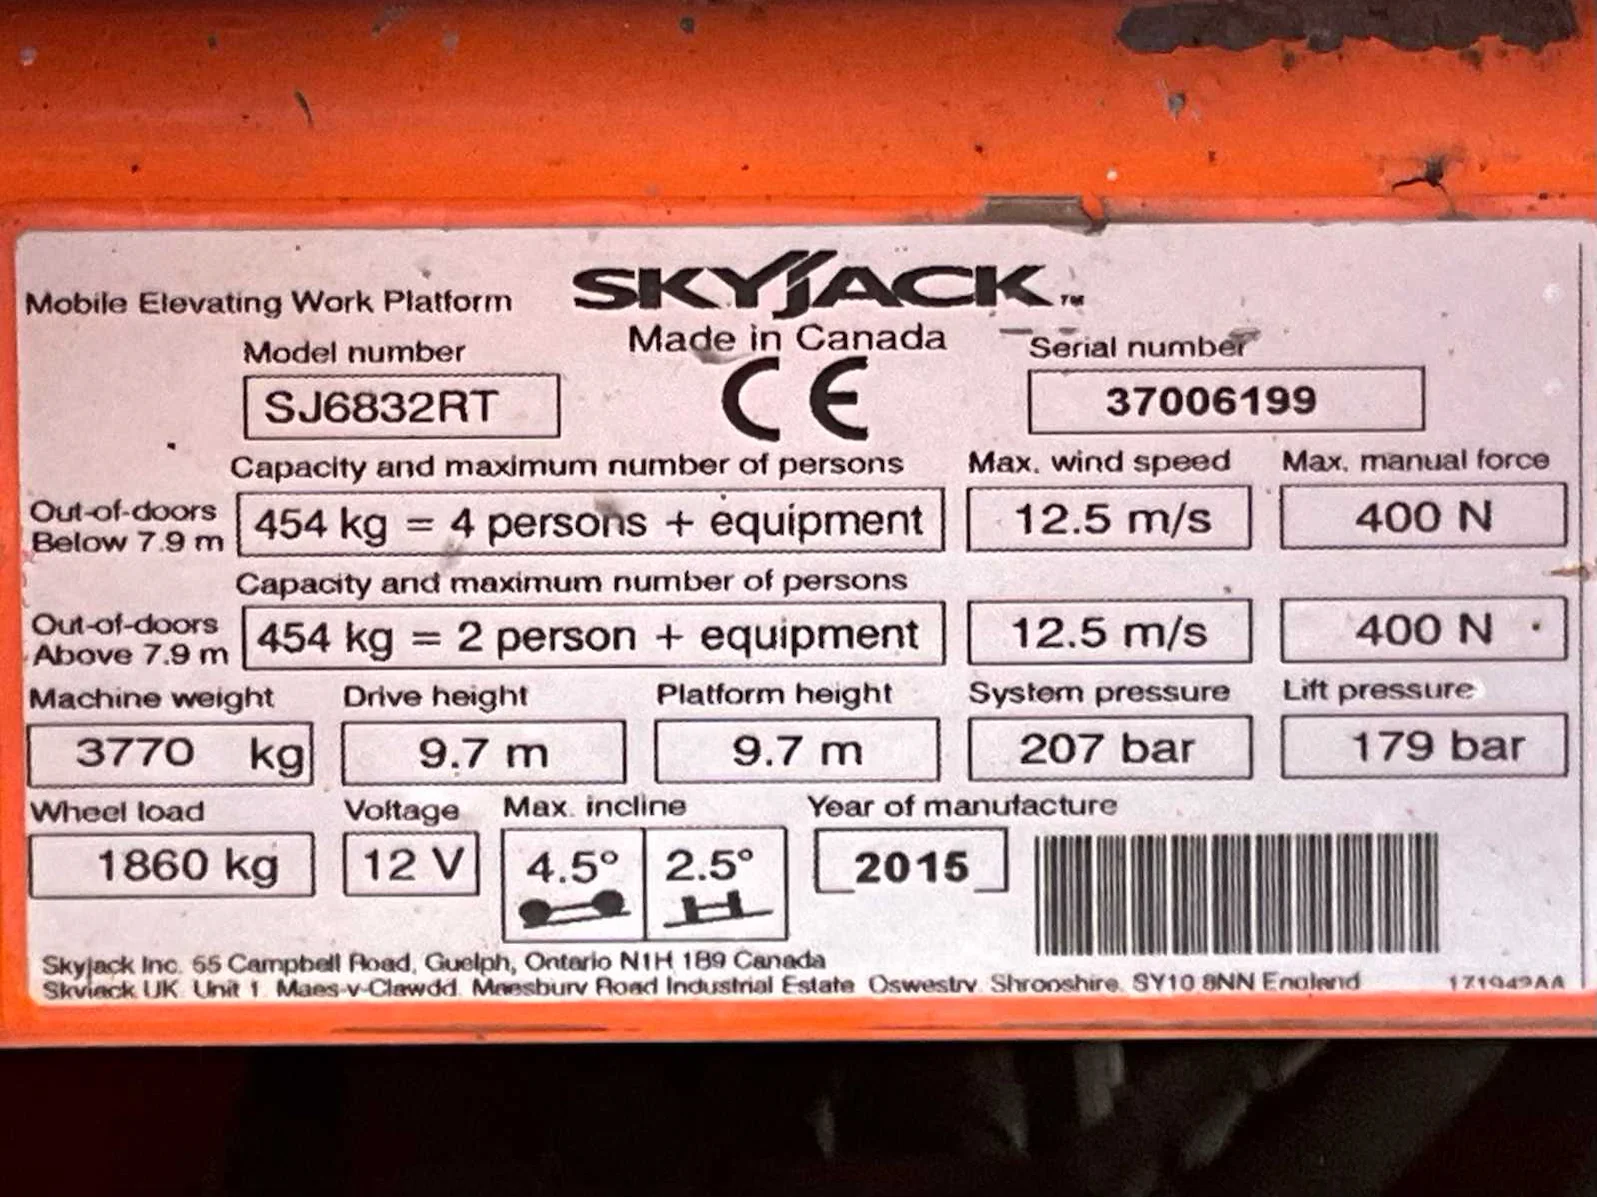 SKYJACK™
Mobile Elevating Work Platform
Made in Canada
Model number
Serial number
SJ6832RT
CE
37006199
Capacity and maximum number of persons
Max. wind speed
Max. manual force
Out-of-doors
Below 7.9 m
454 kg = 4 persons + equipment
12.5 m/s
400 N
Capacity and maximum number of persons
Out-of-doors
Above 7.9 m
454 kg = 2 person + equipment
12.5 m/s
400 N
Machine weight
Drive height
Platform height
System pressure
Lift pressure
3770 kg
9.7 m
9.7 m
207 bar
179 bar
Wheel load
Voltage
Max. incline
Year of manufacture
1860 kg
12 V
4.5°
2.5°
2015
Skyjack Inc. 55 Campbell Road, Guelph, Ontario N1H 1B9 Canada
Skyjack UK Unit 1 Maes-y-Clawdd Maesbury Road Industrial Estate Oswestry Shropshire. SY10 8NN England
171949AA